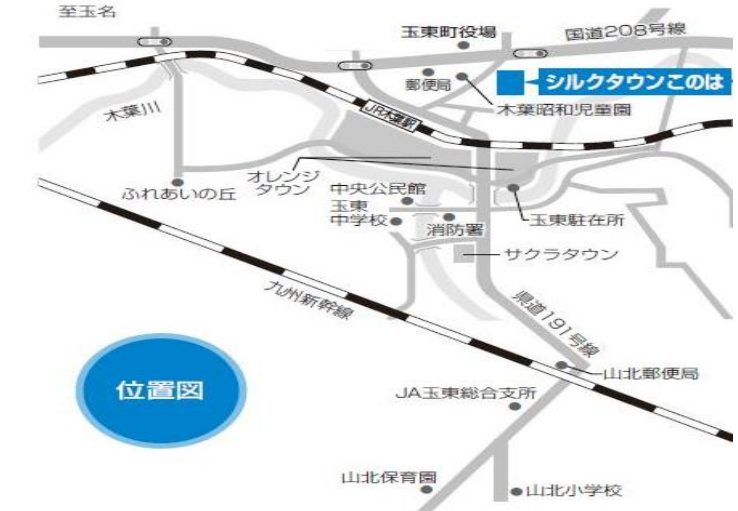 至玉名
玉東町役場
国道208号線
郵便局
シルクタウンこのは
木葉昭和児童園
木葉川
JR木葉駅
オレンジ
タウン
ふれあいの丘
中央公民館
玉東
中学校
消防署
玉東駐在所
サクラタウン
九州新幹線
県道191号線
位置図
山北郵便局
JA玉東総合支所
山北保育園
山北小学校